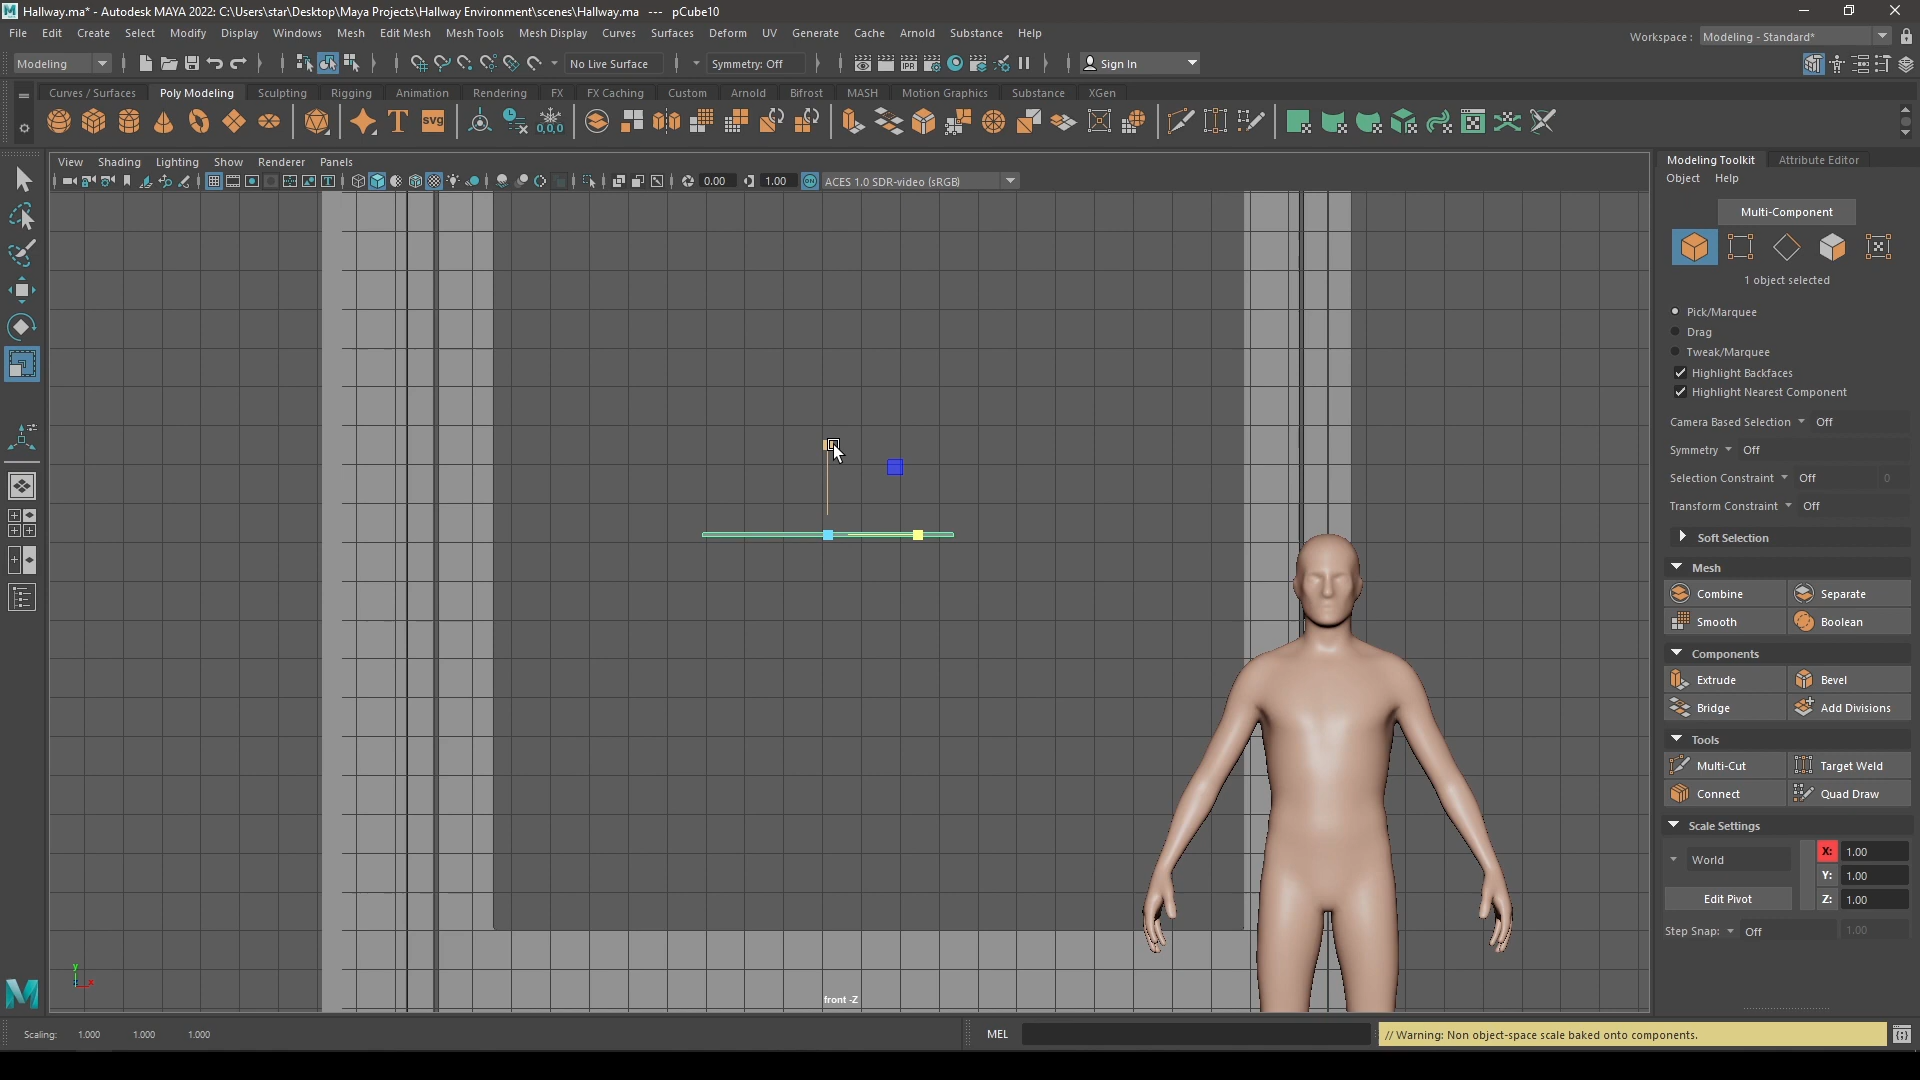 Hallway.ma* - Autodesk MAYA 2022: C:\Users\star\Desktop\Maya Projects\Hallway Environment\scenes\Hallway.ma --- pCube10
File Edit Create Select Modify Display Windows Mesh Edit Mesh Mesh Tools Mesh Display Curves Surfaces Deform UV Generate Cache Arnold Substance Help
Workspace : Modeling - Standard*
Modeling No Live Surface Symmetry: Off IPR Sign In
Curves / Surfaces Poly Modeling Sculpting Rigging Animation Rendering FX FX Caching Custom Arnold Bifrost MASH Motion Graphics Substance XGen
T svg 0,0,0
View Shading Lighting Show Renderer Panels
0.00 1.00 ON ACES 1.0 SDR-video (sRGB)
Modeling Toolkit Attribute Editor
Object Help
Multi-Component
1 object selected
Pick/Marquee
Drag
Tweak/Marquee
Highlight Backfaces
Highlight Nearest Component
Camera Based Selection Off
Symmetry Off
Selection Constraint Off 0
Transform Constraint Off
Soft Selection
Mesh
Combine Separate
Smooth Boolean
Components
Extrude Bevel
Bridge Add Divisions
Tools
Multi-Cut Target Weld
Connect Quad Draw
Scale Settings
World X: 1.00
Y: 1.00
Edit Pivot Z: 1.00
Step Snap: Off 1.00
y
z x
front -Z
M
Scaling: 1.000 1.000 1.000 MEL // Warning: Non object-space scale baked onto components.